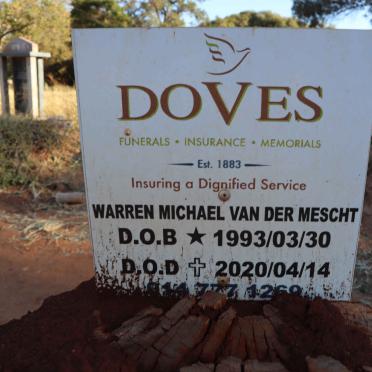 DOVES
FUNERALS • INSURANCE • MEMORIALS
Est. 1883
Insuring a Dignified Service
WARREN MICHAEL VAN DER MESCHT
D.O.B ★ 1993/03/30
D.O.D ✞ 2020/04/14